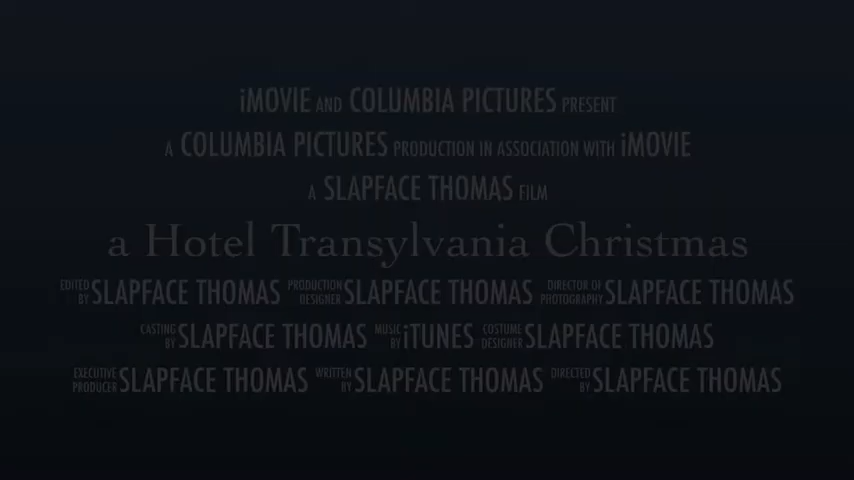 iMOVIE AND COLUMBIA PICTURES PRESENT
A COLUMBIA PICTURES PRODUCTION IN ASSOCIATION WITH iMOVIE
A SLAPFACE THOMAS FILM
a Hotel Transylvania Christmas
EDITED BY SLAPFACE THOMAS PRODUCTION DESIGNER SLAPFACE THOMAS DIRECTOR OF PHOTOGRAPHY SLAPFACE THOMAS
CASTING BY SLAPFACE THOMAS MUSIC BY iTUNES COSTUME DESIGNER SLAPFACE THOMAS
EXECUTIVE PRODUCER SLAPFACE THOMAS WRITTEN BY SLAPFACE THOMAS DIRECTED BY SLAPFACE THOMAS